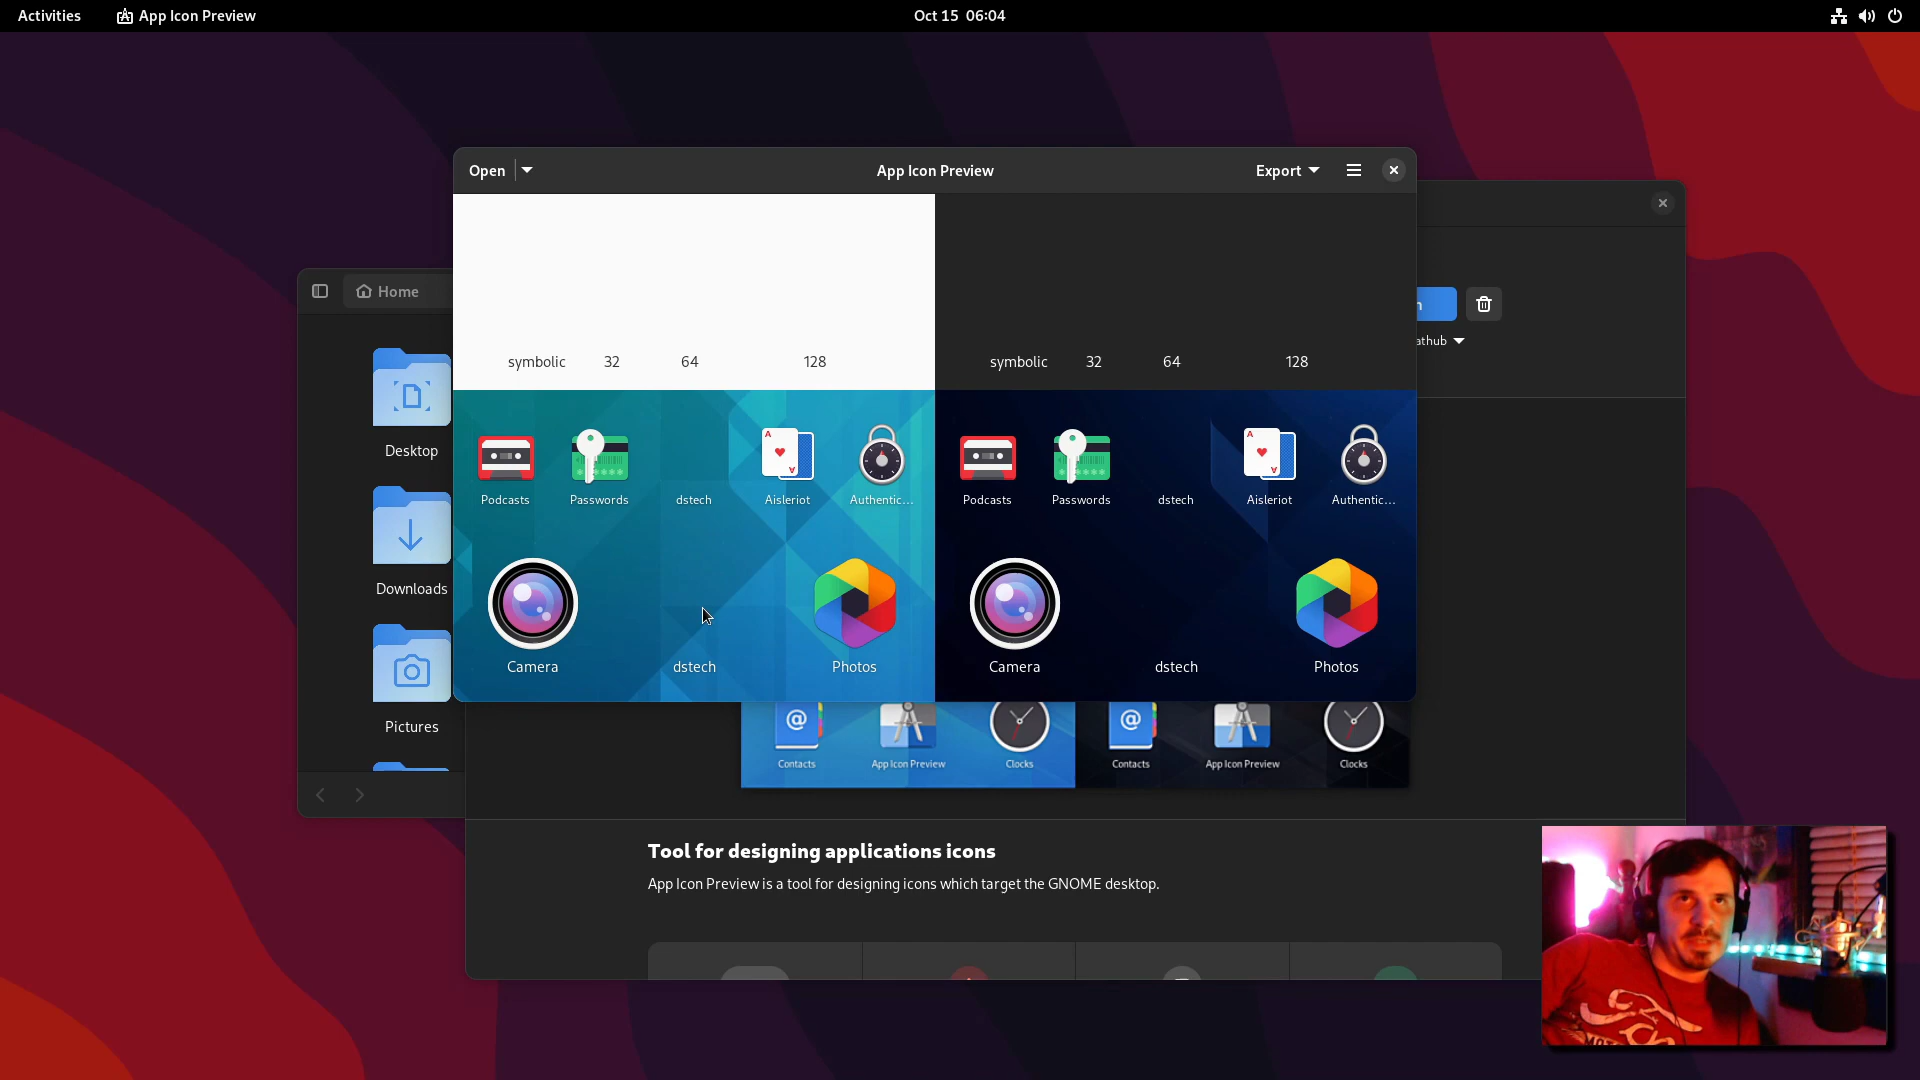 Activities
App Icon Preview
Oct 15 06:04
Open
App Icon Preview
Export
symbolic 32 64 128
symbolic 32 64 128
Home
athub
Desktop
Downloads
Pictures
Podcasts Passwords dstech Aisleriot Authentic...
Podcasts Passwords dstech Aisleriot Authentic...
Camera dstech Photos
Camera dstech Photos
Contacts App Icon Preview Clocks
Contacts App Icon Preview Clocks
Tool for designing applications icons
App Icon Preview is a tool for designing icons which target the GNOME desktop.